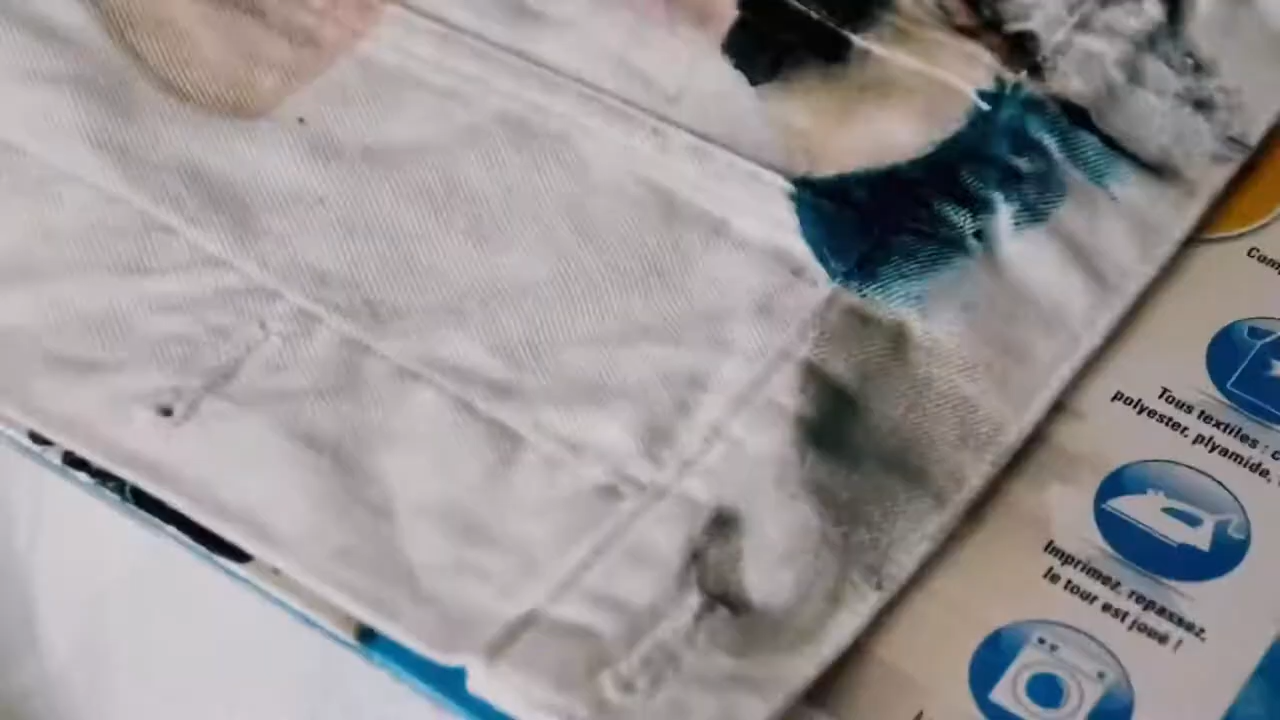 Tous textiles : c
polyester, plyamide,
Imprimez, repassez,
le tour est joué !